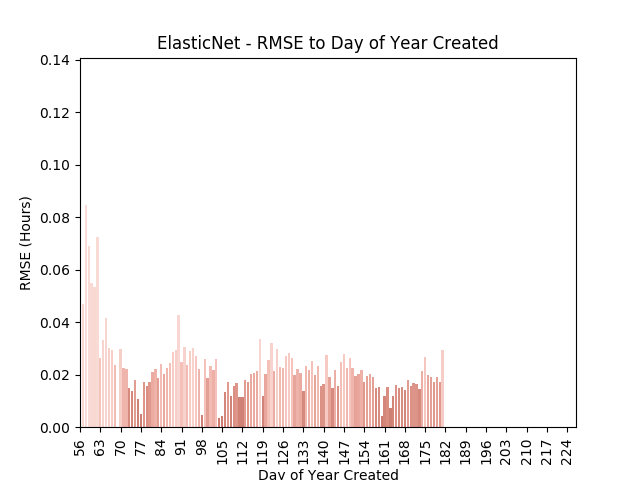 ElasticNet - RMSE to Day of Year Created
0.14
0.12
0.10
0.08
0.06
0.04
0.02
0.00
RMSE (Hours)
56 63 70 77 84 91 98 105 112 119 126 133 140 147 154 161 168 175 182 189 196 203 210 217 224
Day of Year Created